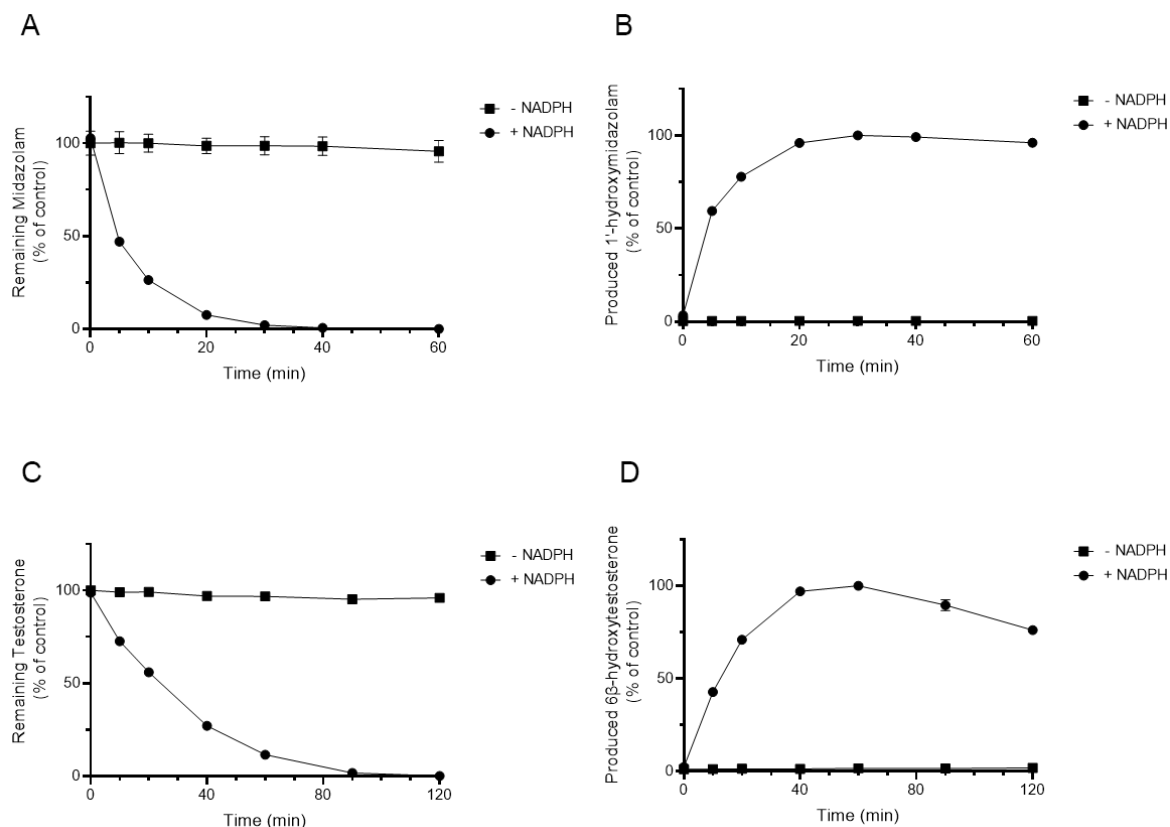 A
- NADPH
+ NADPH
Remaining Midazolam
(% of control)
100
50
0
0 20 40 60
Time (min)
B
- NADPH
+ NADPH
Produced 1'-hydroxymidazolam
(% of control)
100
50
0
0 20 40 60
Time (min)
C
- NADPH
+ NADPH
Remaining Testosterone
(% of control)
100
50
0
0 40 80 120
Time (min)
D
- NADPH
+ NADPH
Produced 6β-hydroxytestosterone
(% of control)
100
50
0
0 40 80 120
Time (min)